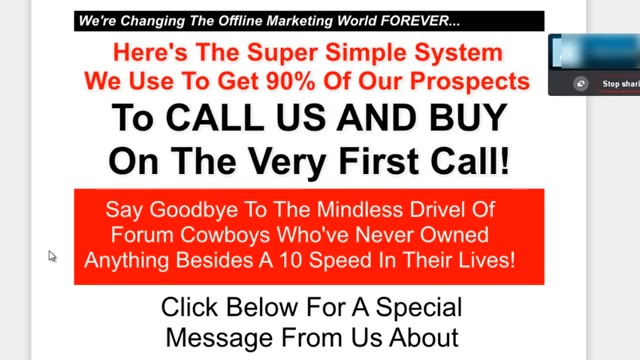 We're Changing The Offline Marketing World FOREVER...
Here's The Super Simple System
We Use To Get 90% Of Our Prospects
To CALL US AND BUY
On The Very First Call!
Say Goodbye To The Mindless Drivel Of
Forum Cowboys Who've Never Owned
Anything Besides A 10 Speed In Their Lives!
Click Below For A Special
Message From Us About
Stop shari